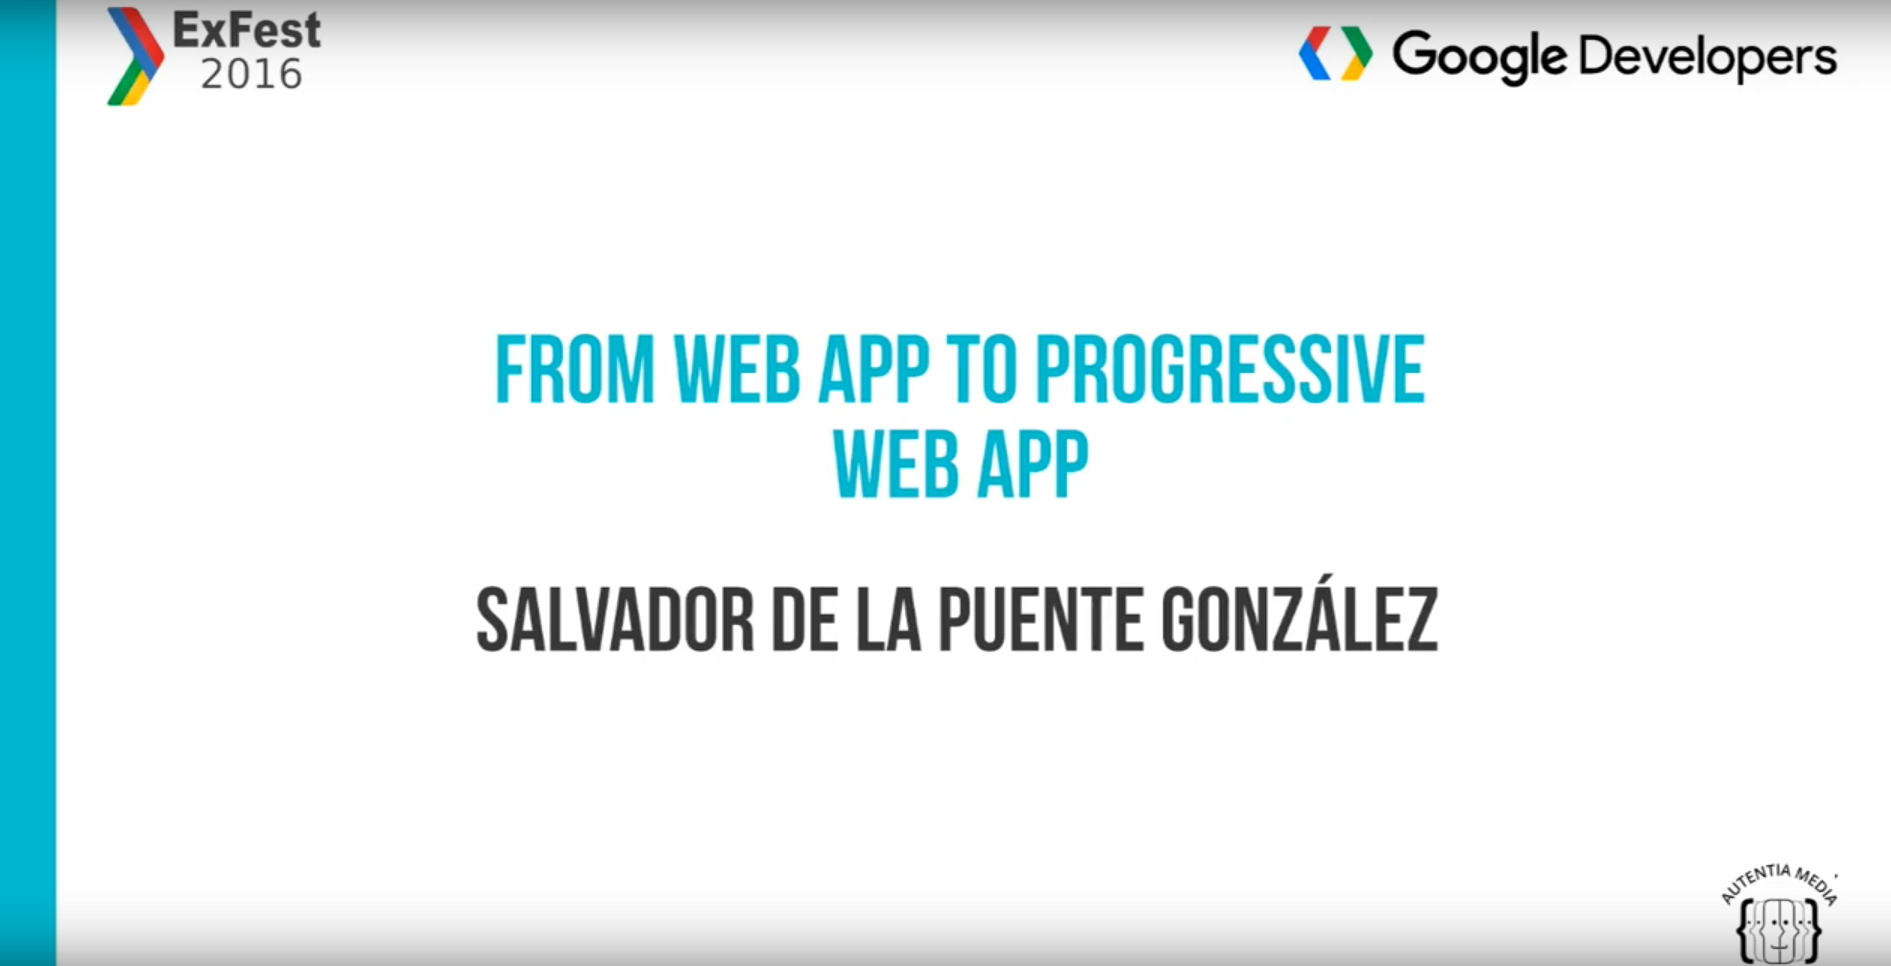 ExFest
2016
Google Developers
FROM WEB APP TO PROGRESSIVE
WEB APP
SALVADOR DE LA PUENTE GONZÁLEZ
AUTENTIA MEDIA